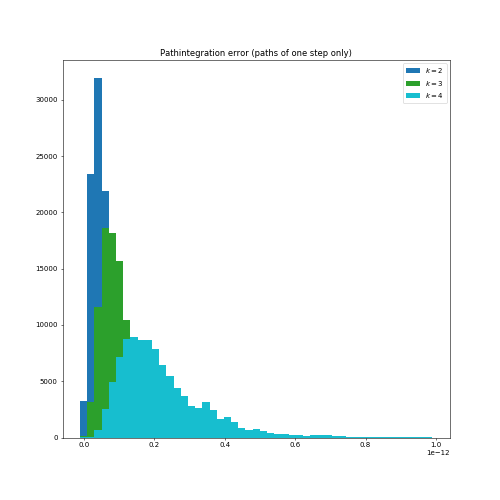 Pathintegration error (paths of one step only)
k = 2
k = 3
k = 4
30000
25000
20000
15000
10000
5000
0
0.0 0.2 0.4 0.6 0.8 1.0
1e−12